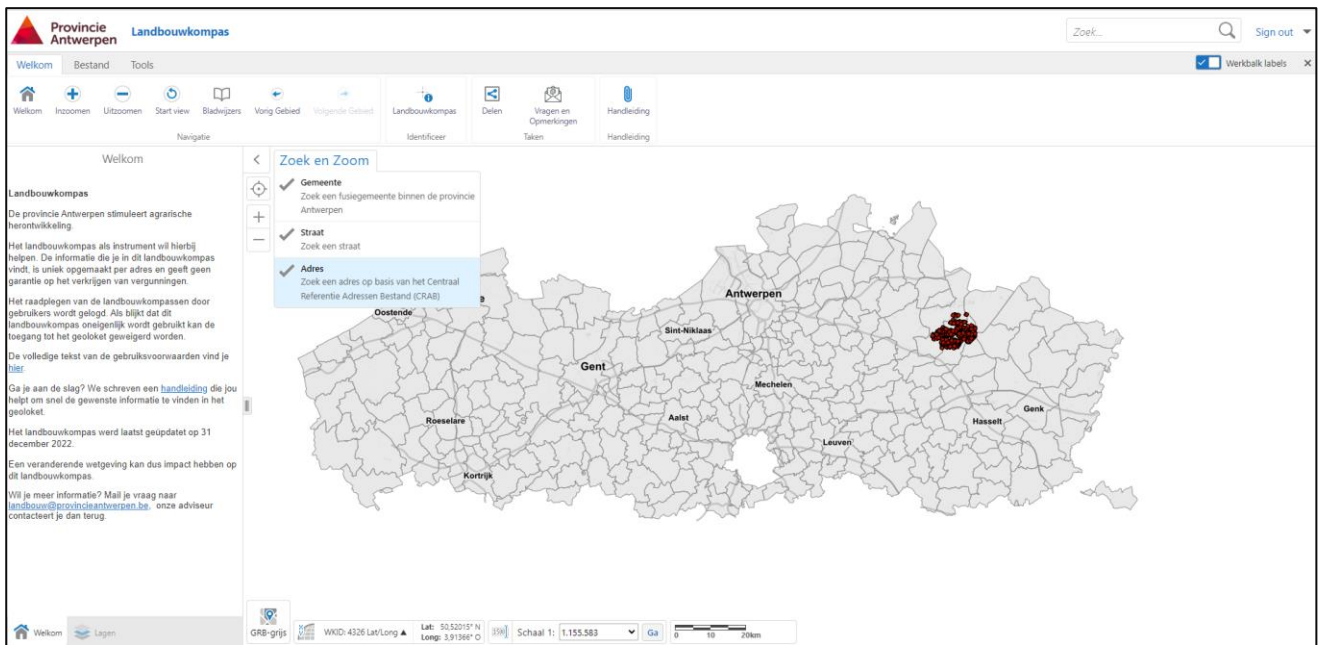 Provincie
Antwerpen
Landbouwkompas
Zoek...
Sign out
Welkom Bestand Tools
Werkbalk labels
Welkom Inzoomen Uitzoomen Start view Bladwijzers Vorig Gebied Volgende Gebied Landbouwkompas Delen Vragen en Opmerkingen Handleiding
Navigatie Identificeer Taken Handleiding
Welkom
Landbouwkompas
De provincie Antwerpen stimuleert agrarische
herontwikkeling.
Het landbouwkompas als instrument wil hierbij
helpen. De informatie die je in dit landbouwkompas
vindt, is uniek opgemaakt per adres en geeft geen
garantie op het verkrijgen van vergunningen.
Het raadplegen van de landbouwkompassen door
gebruikers wordt gelogd. Als blijkt dat dit
landbouwkompas oneigenlijk wordt gebruikt kan de
toegang tot het geoloket geweigerd worden.
De volledige tekst van de gebruiksvoorwaarden vind je
hier.
Ga je aan de slag? We schreven een handleiding die jou
helpt om snel de gewenste informatie te vinden in het
geoloket.
Het landbouwkompas werd laatst geüpdatet op 31
december 2022.
Een veranderende wetgeving kan dus impact hebben op
dit landbouwkompas.
Wil je meer informatie? Mail je vraag naar
landbouw@provincieantwerpen.be, onze adviseur
contacteert je dan terug.
Zoek en Zoom
Gemeente
Zoek een fusiegemeente binnen de provincie
Antwerpen
Straat
Zoek een straat
Adres
Zoek een adres op basis van het Centraal
Referentie Adressen Bestand (CRAB)
Oostende
Antwerpen
Sint-Niklaas
Gent
Mechelen
Genk
Roeselare
Aalst
Hasselt
Leuven
Kortrijk
Welkom Lagen
GRB-grijs
WKID: 4326 Lat/Long
Lat: 50,52015° N
Long: 3,91366° O
Schaal 1: 1.155.583
Ga
0 10 20km